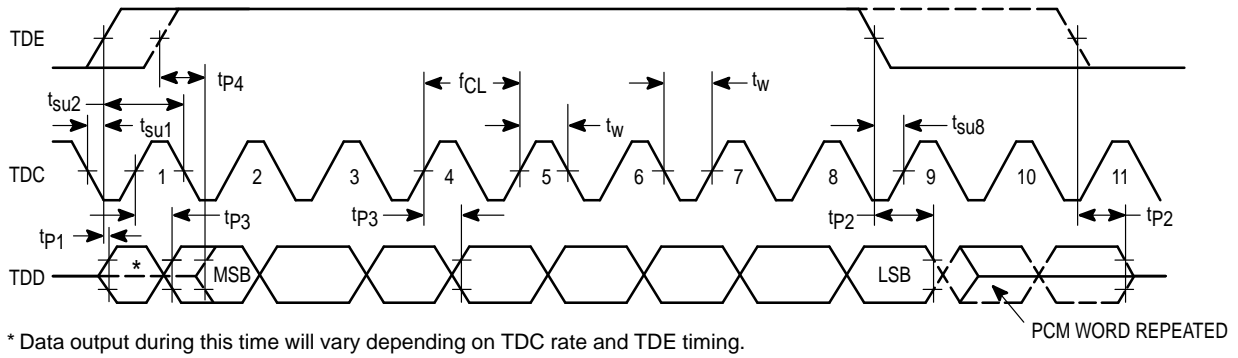 TDE
tP4
fCL
tw
tsu2
tsu1
tw
tsu8
TDC
1
2
3
4
5
6
7
8
9
10
11
tP3
tP3
tP2
tP2
tP1
TDD
*
MSB
LSB
PCM WORD REPEATED
* Data output during this time will vary depending on TDC rate and TDE timing.